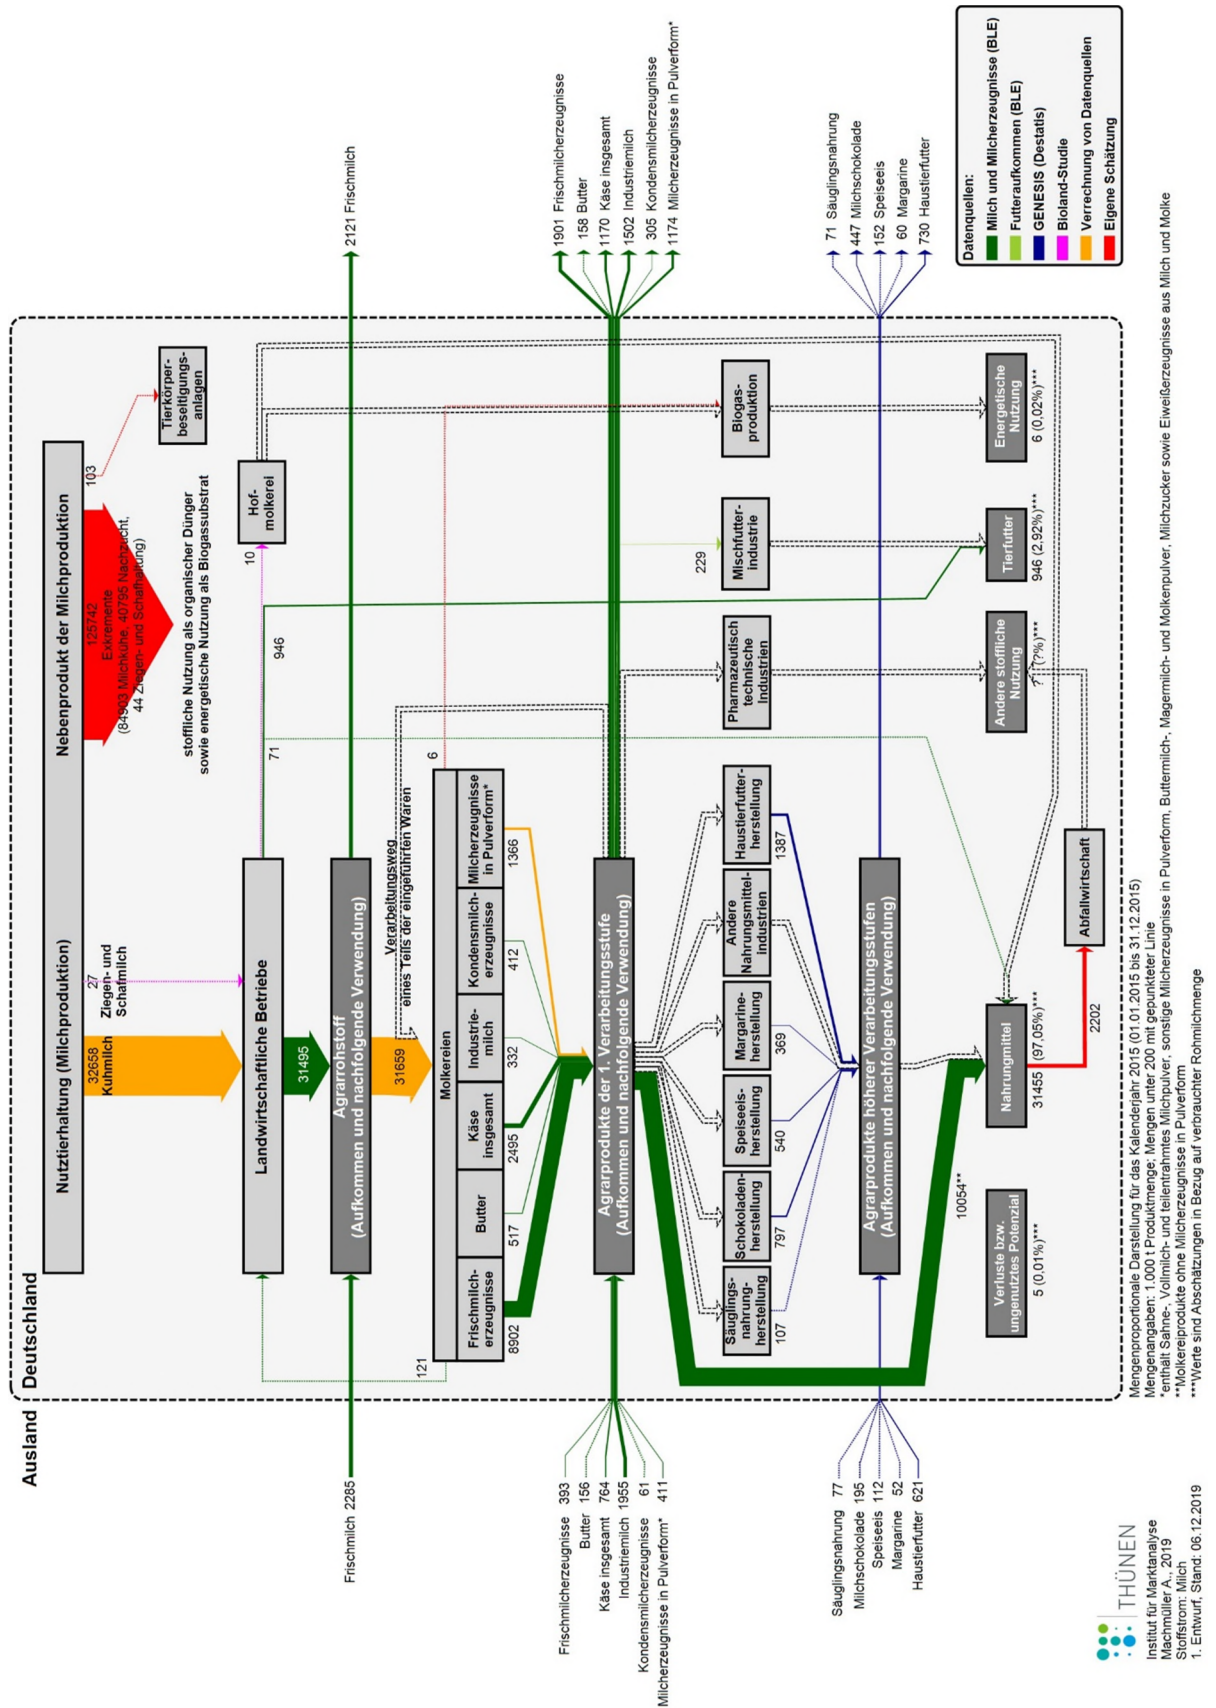 Ausland
Deutschland
Nutztierhaltung (Milchproduktion)
Nebenprodukt der Milchproduktion
32658
Kuhmilch
27
Ziegen- und
Schafmilch
125742
Exkremente
(84903 Milchkühe, 40795 Nachzucht,
44 Ziegen- und Schafhaltung)
103
Tierkörper-
beseitigungs-
anlagen
stoffliche Nutzung als organischer Dünger
sowie energetische Nutzung als Biogassubstrat
Landwirtschaftliche Betriebe
10
Hof-
molkerei
71
946
31495
Frischmilch 2285
Agrarrohstoff
(Aufkommen und nachfolgende Verwendung)
2121 Frischmilch
31659
Verarbeitungsweg
eines Teils der eingeführten Waren
121
Molkereien
6
Frischmilch-
erzeugnisse
8902
Butter
517
Käse
insgesamt
2495
Industrie-
milch
332
Kondensmilch-
erzeugnisse
412
Milcherzeugnisse
in Pulverform*
1366
Frischmilcherzeugnisse 393
Butter 156
Käse insgesamt 764
Industriemilch 1955
Kondensmilcherzeugnisse 61
Milcherzeugnisse in Pulverform* 411
Agrarprodukte der 1. Verarbeitungsstufe
(Aufkommen und nachfolgende Verwendung)
1901 Frischmilcherzeugnisse
158 Butter
1170 Käse insgesamt
1502 Industriemilch
305 Kondensmilcherzeugnisse
1174 Milcherzeugnisse in Pulverform*
Säuglings-
nahrung-
herstellung
107
Schokoladen-
herstellung
797
Speiseeis-
herstellung
540
Margarine-
herstellung
369
Andere
Nahrungsmittel-
industrien
Haustierfutter-
herstellung
1387
Pharmazeutisch
technische
Industrien
229
Mischfutter-
industrie
Biogas-
produktion
Säuglingsnahrung 77
Milchschokolade 195
Speiseeis 112
Margarine 52
Haustierfutter 621
Agrarprodukte höherer Verarbeitungsstufen
(Aufkommen und nachfolgende Verwendung)
71 Säuglingsnahrung
447 Milchschokolade
152 Speiseeis
60 Margarine
730 Haustierfutter
10054**
Verluste bzw.
ungenutztes Potenzial
5 (0,01%)***
Nahrungmittel
31455 (97,05%)***
Andere stoffliche
Nutzung
? (?%)***
Tierfutter
946 (2,92%)***
Energetische
Nutzung
6 (0,02%)***
2202
Abfallwirtschaft
Datenquellen:
Milch und Milcherzeugnisse (BLE)
Futteraufkommen (BLE)
GENESIS (Destatis)
Bioland-Studie
Verrechnung von Datenquellen
Eigene Schätzung
Mengenproportionale Darstellung für das Kalenderjahr 2015 (01.01.2015 bis 31.12.2015)
Mengenangaben: 1.000 t Produktmenge; Mengen unter 200 mit gepunkteter Linie
*enthält Sahne-, Vollmilch- und teilentrahmtes Milchpulver, sonstige Milcherzeugnisse in Pulverform, Buttermilch-, Magermilch- und Molkenpulver, Milchzucker sowie Eiweißerzeugnisse aus Milch und Molke
**Molkereiprodukte ohne Milcherzeugnisse in Pulverform
***Werte sind Abschätzungen in Bezug auf verbrauchter Rohmilchmenge
THÜNEN
Institut für Marktanalyse
Machmüller A., 2019
Stoffstrom: Milch
1. Entwurf, Stand: 06.12.2019